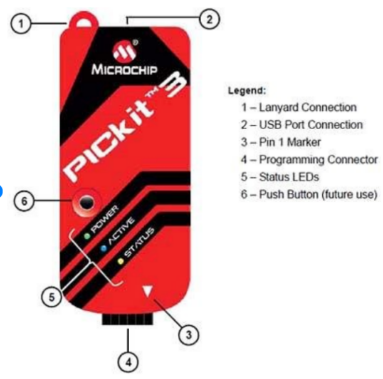 1
2
MICROCHIP
PICkit™ 3
6
POWER
ACTIVE
STATUS
5
3
4
Legend:
1 – Lanyard Connection
2 – USB Port Connection
3 – Pin 1 Marker
4 – Programming Connector
5 – Status LEDs
6 – Push Button (future use)